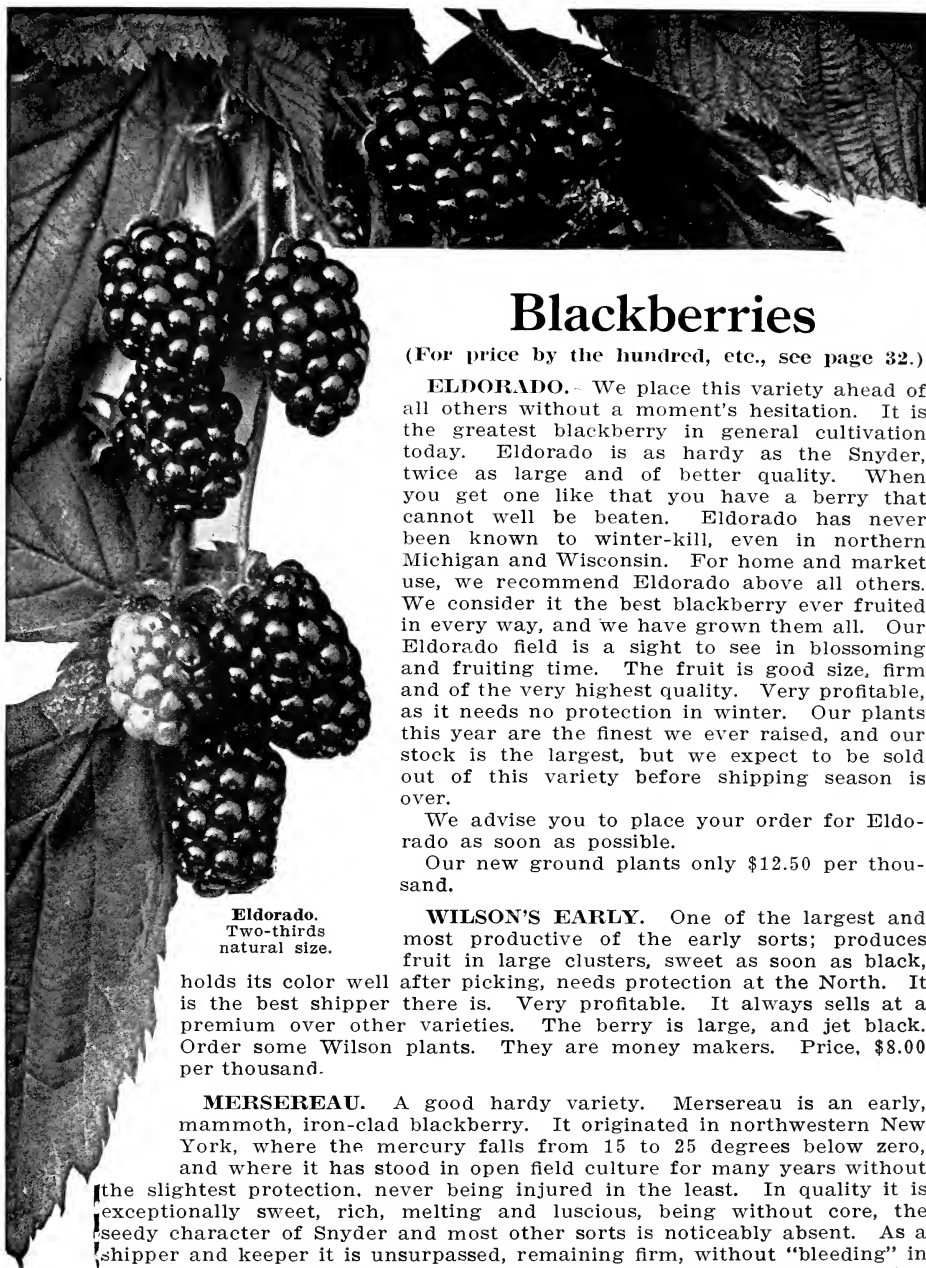 Blackberries
(For price by the hundred, etc., see page 32.)
ELDORADO. We place this variety ahead of
all others without a moment's hesitation. It is
the greatest blackberry in general cultivation
today. Eldorado is as hardy as the Snyder,
twice as large and of better quality. When
you get one like that you have a berry that
cannot well be beaten. Eldorado has never
been known to winter-kill, even in northern
Michigan and Wisconsin. For home and market
use, we recommend Eldorado above all others.
We consider it the best blackberry ever fruited
in every way, and we have grown them all. Our
Eldorado field is a sight to see in blossoming
and fruiting time. The fruit is good size, firm
and of the very highest quality. Very profitable,
as it needs no protection in winter. Our plants
this year are the finest we ever raised, and our
stock is the largest, but we expect to be sold
out of this variety before shipping season is
over.
We advise you to place your order for Eldo-
rado as soon as possible.
Our new ground plants only $12.50 per thou-
sand.
Eldorado.
Two-thirds
natural size.
WILSON'S EARLY. One of the largest and
most productive of the early sorts; produces
fruit in large clusters, sweet as soon as black,
holds its color well after picking, needs protection at the North. It
is the best shipper there is. Very profitable. It always sells at a
premium over other varieties. The berry is large, and jet black.
Order some Wilson plants. They are money makers. Price, $8.00
per thousand.
MERSEREAU. A good hardy variety. Mersereau is an early,
mammoth, iron-clad blackberry. It originated in northwestern New
York, where the mercury falls from 15 to 25 degrees below zero,
and where it has stood in open field culture for many years without
the slightest protection, never being injured in the least. In quality it is
exceptionally sweet, rich, melting and luscious, being without core, the
seedy character of Snyder and most other sorts is noticeably absent. As a
shipper and keeper it is unsurpassed, remaining firm, without "bleeding" in